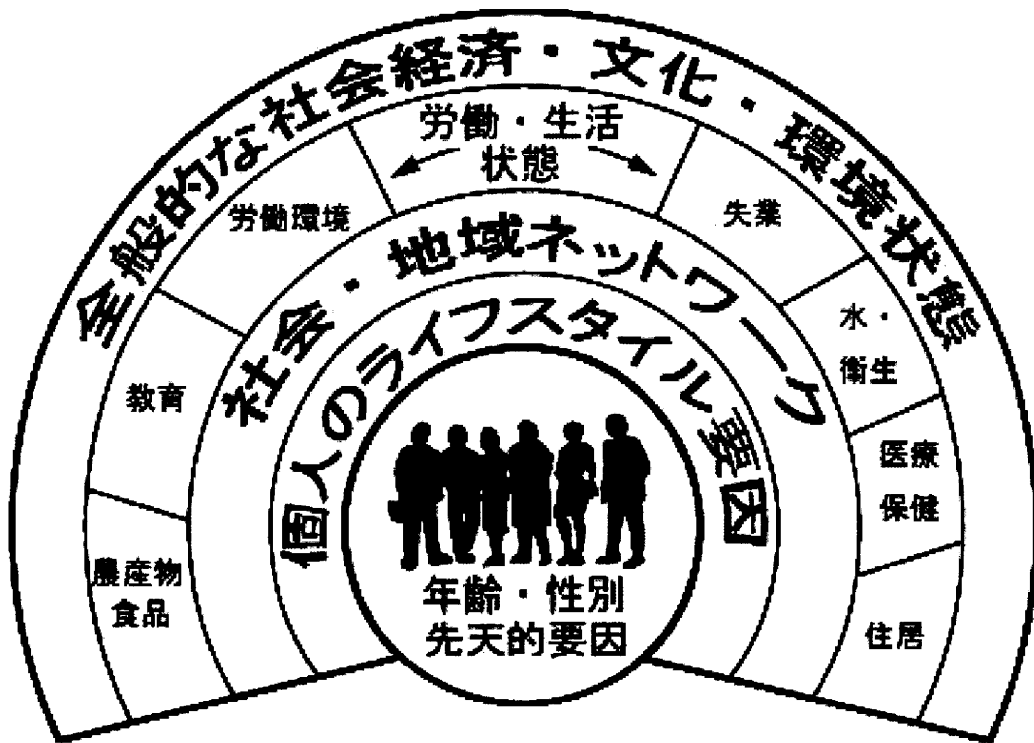 全般的な社会経済・文化・環境状態
労働・生活
状態
労働環境
失業
教育
水・
衛生
農産物
食品
医療
保健
住居
社会・地域ネットワーク
個人のライフスタイル要因
年齢・性別
先天的要因